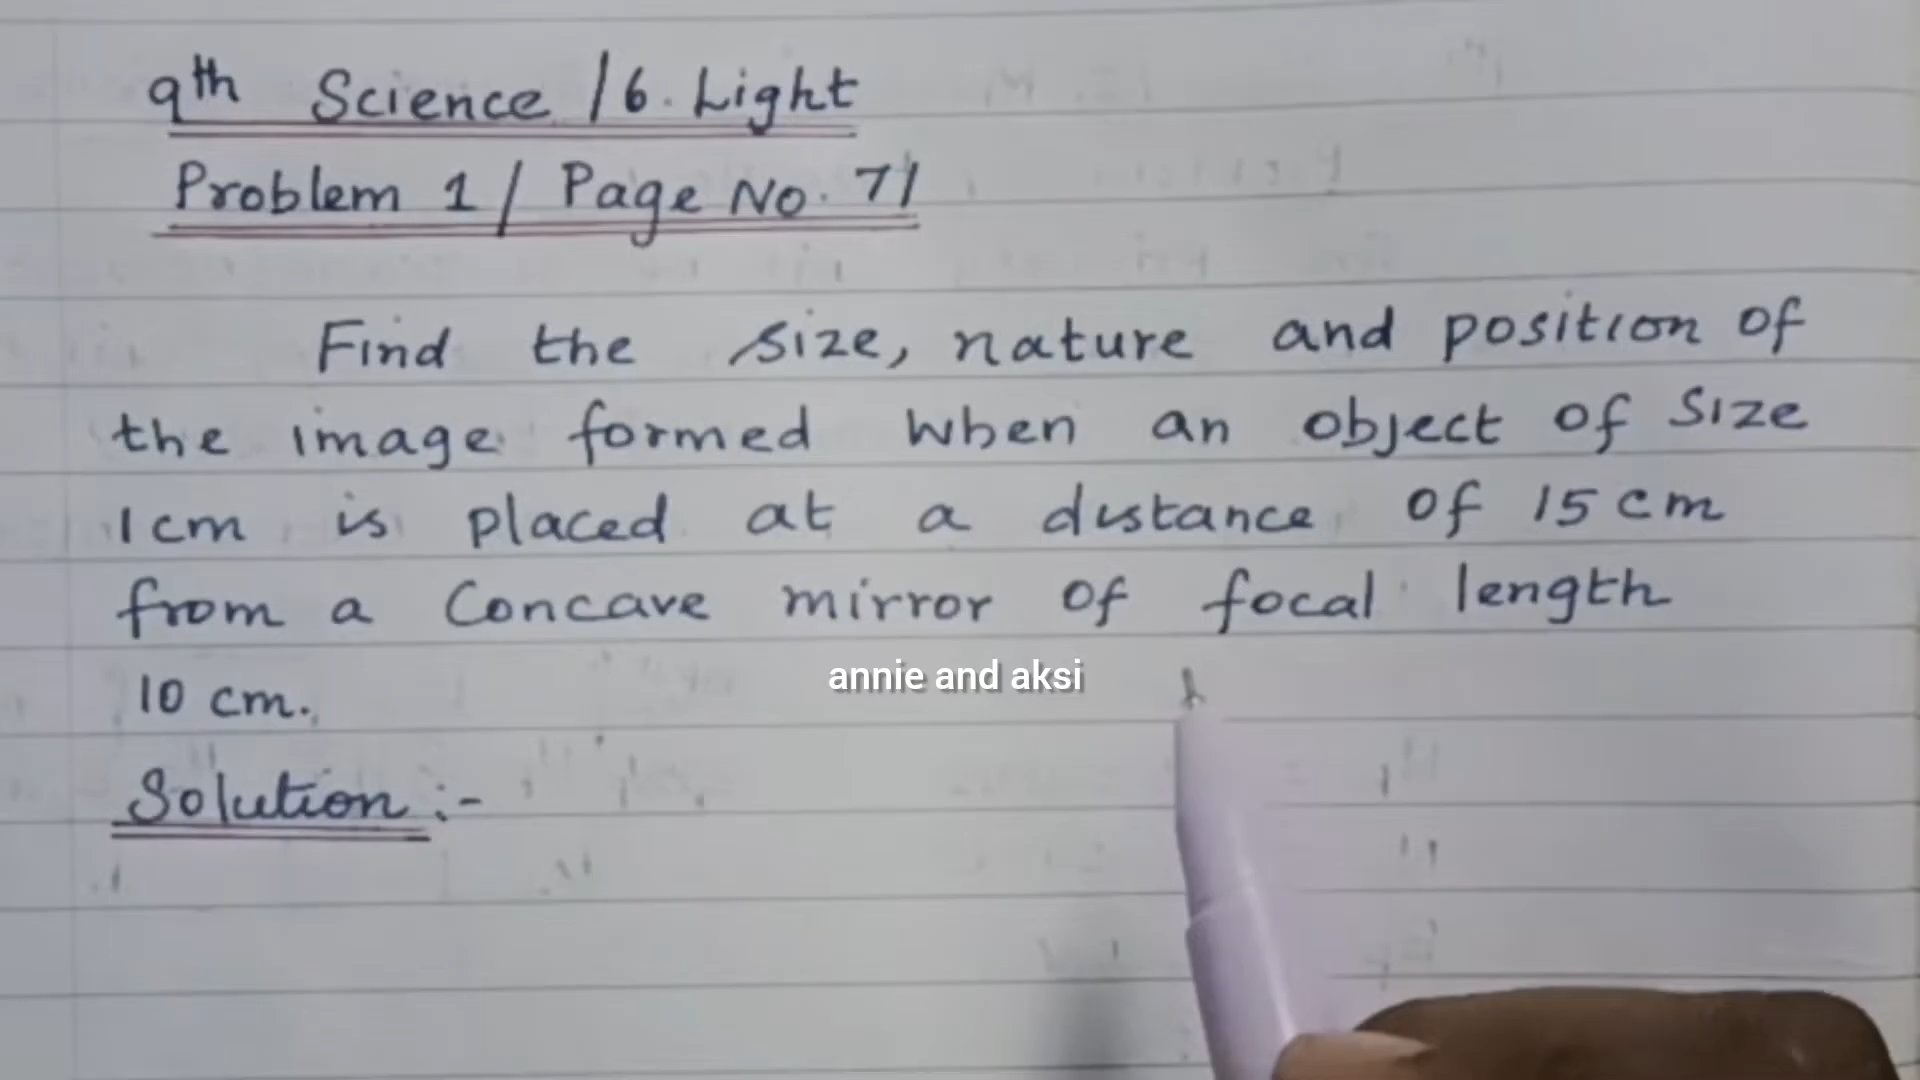 9th Science / 6. Light
Problem 1 / Page No. 71
Find the size, nature and position of
the image formed when an object of size
1cm is placed at a distance of 15 cm
from a Concave mirror of focal length
10 cm.
annie and aksi
Solution :-